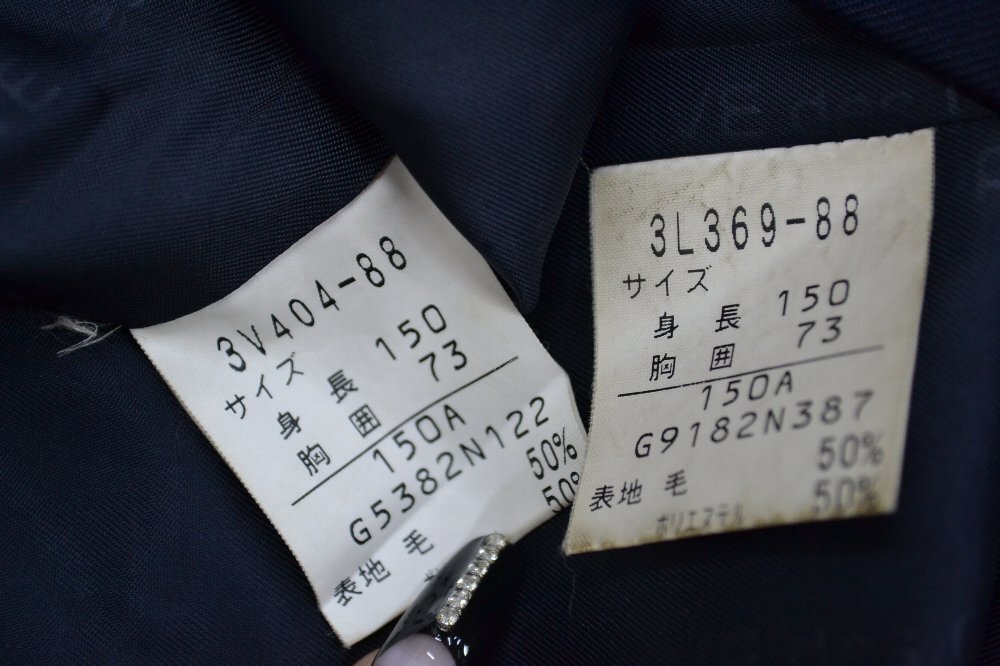 3V404-88
サイズ
身長 150
胸囲 73
150A
G5382N122
表地 毛 50%
50%
3L369-88
サイズ
身長 150
胸囲 73
150A
G9182N387
表地 毛 50%
ポリエステル 50%